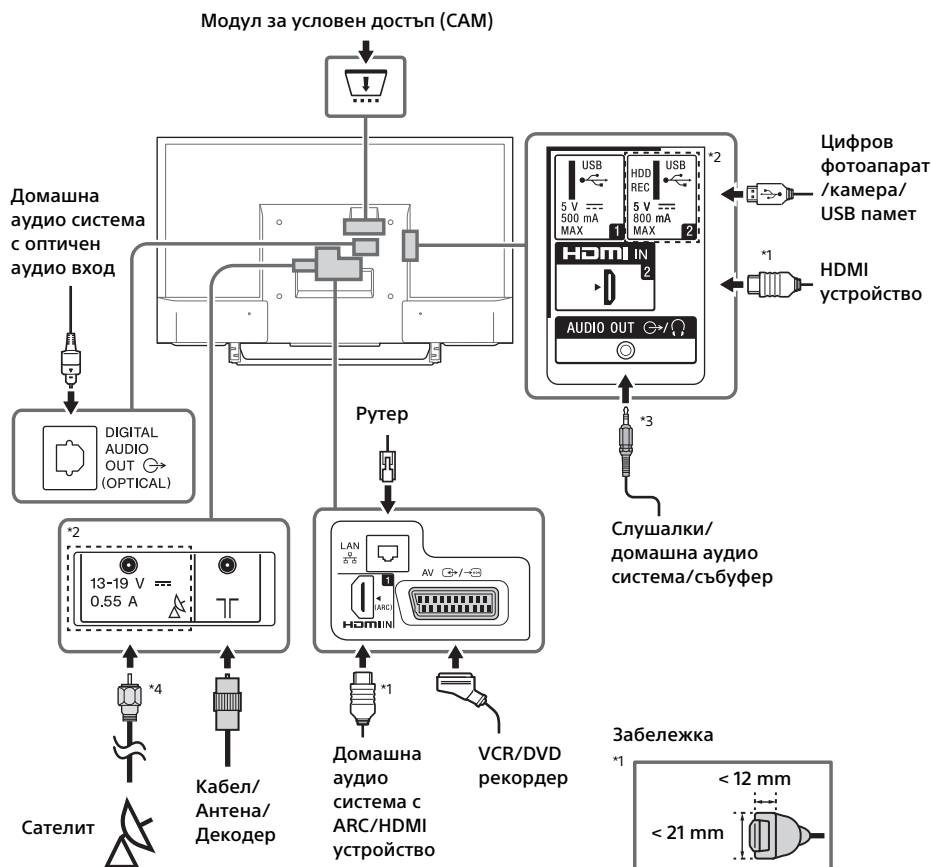 Модул за условен достъп (CAM)
Домашна
аудио система
с оптичен
аудио вход
DIGITAL
AUDIO
OUT
(OPTICAL)
USB
5 V
500 mA
MAX
1
HDD
REC
USB
5 V
800 mA
MAX
2
*2
HDMI IN
2
AUDIO OUT
Цифров
фотоапарат
/камера/
USB памет
*1
HDMI
устройство
*3
Слушалки/
домашна аудио
система/събуфер
Рутер
LAN
1
(ARC)
HDMI IN
AV
*2
13-19 V
0.55 A
*4
Сателит
Кабел/
Антена/
Декодер
*1
Домашна
аудио
система с
ARC/HDMI
устройство
VCR/DVD
рекордер
Забележка
*1
< 12 mm
< 21 mm